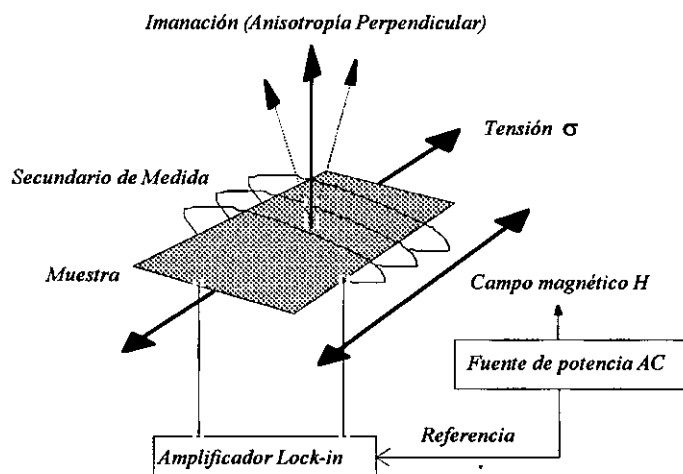 Imanación (Anisotropía Perpendicular)
Tensión σ
Secundario de Medida
Muestra
Campo magnético H
Fuente de potencia AC
Referencia
Amplificador Lock-in